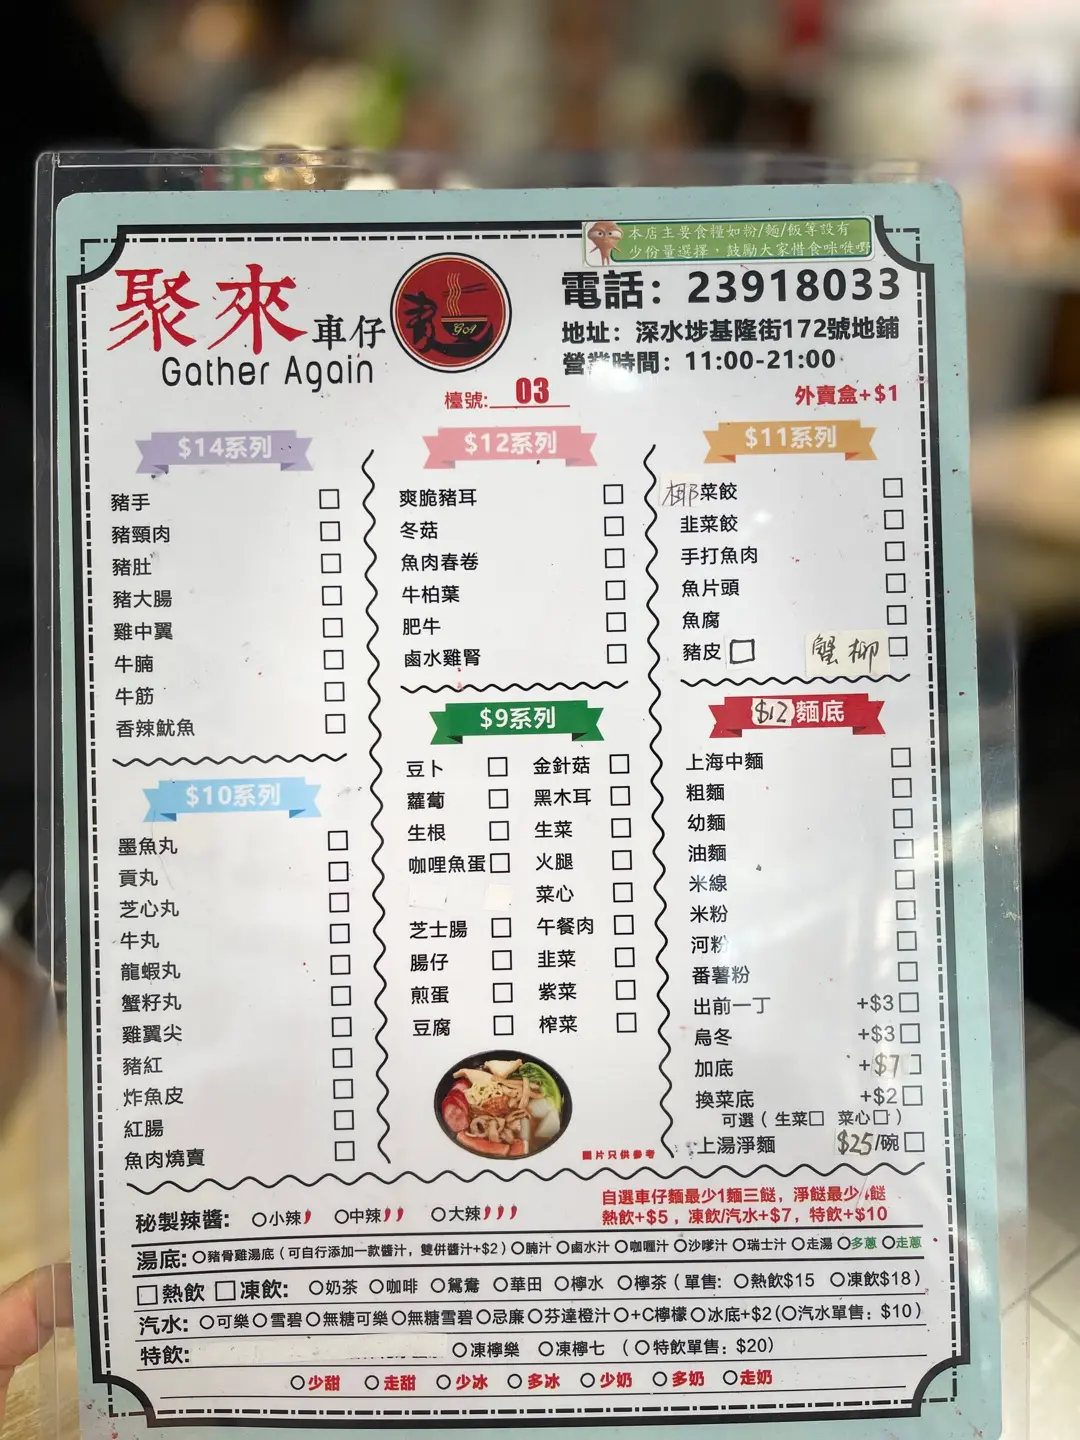 本店主要食糧如粉/麵/飯等設有
少份量選擇，鼓勵大家惜食咪嘥嘢
聚來車仔
Gather Again
GA
電話：23918033
地址：深水埗基隆街172號地鋪
營業時間：11:00-21:00
檯號:03
外賣盒+$1
$14系列
豬手
豬頸肉
豬肚
豬大腸
雞中翼
牛腩
牛筋
香辣魷魚
$12系列
爽脆豬耳
冬菇
魚肉春卷
牛柏葉
肥牛
鹵水雞腎
$11系列
椰菜餃
韭菜餃
手打魚肉
魚片頭
魚腐
豬皮
蟹柳
$10系列
墨魚丸
貢丸
芝心丸
牛丸
龍蝦丸
蟹籽丸
雞翼尖
豬紅
炸魚皮
紅腸
魚肉燒賣
$9系列
豆卜 金針菇
蘿蔔 黑木耳
生根 生菜
咖哩魚蛋 火腿
菜心
芝士腸 午餐肉
腸仔 韭菜
煎蛋 紫菜
豆腐 榨菜
圖片只供參考
$12麵底
上海中麵
粗麵
幼麵
油麵
米線
米粉
河粉
番薯粉
出前一丁 +$3
烏冬 +$3
加底 +$7
換菜底 +$2
可選（生菜 菜心）
上湯淨麵 $25/碗
秘製辣醬: 小辣 中辣 大辣
自選車仔麵最少1麵三餸，淨餸最少餸
熱飲+$5，凍飲/汽水+$7，特飲+$10
湯底: 豬骨雞湯底（可自行添加一款醬汁，雙併醬汁+$2）腩汁 鹵水汁 咖喱汁 沙嗲汁 瑞士汁 走湯 多蔥 走蔥
熱飲 凍飲: 奶茶 咖啡 鴛鴦 華田 檸水 檸茶（單售: 熱飲$15 凍飲$18）
汽水: 可樂 雪碧 無糖可樂 無糖雪碧 忌廉 芬達橙汁 +C檸檬 冰底+$2(汽水單售：$10）
特飲: 凍檸樂 凍檸七 （特飲單售：$20）
少甜 走甜 少冰 多冰 少奶 多奶 走奶